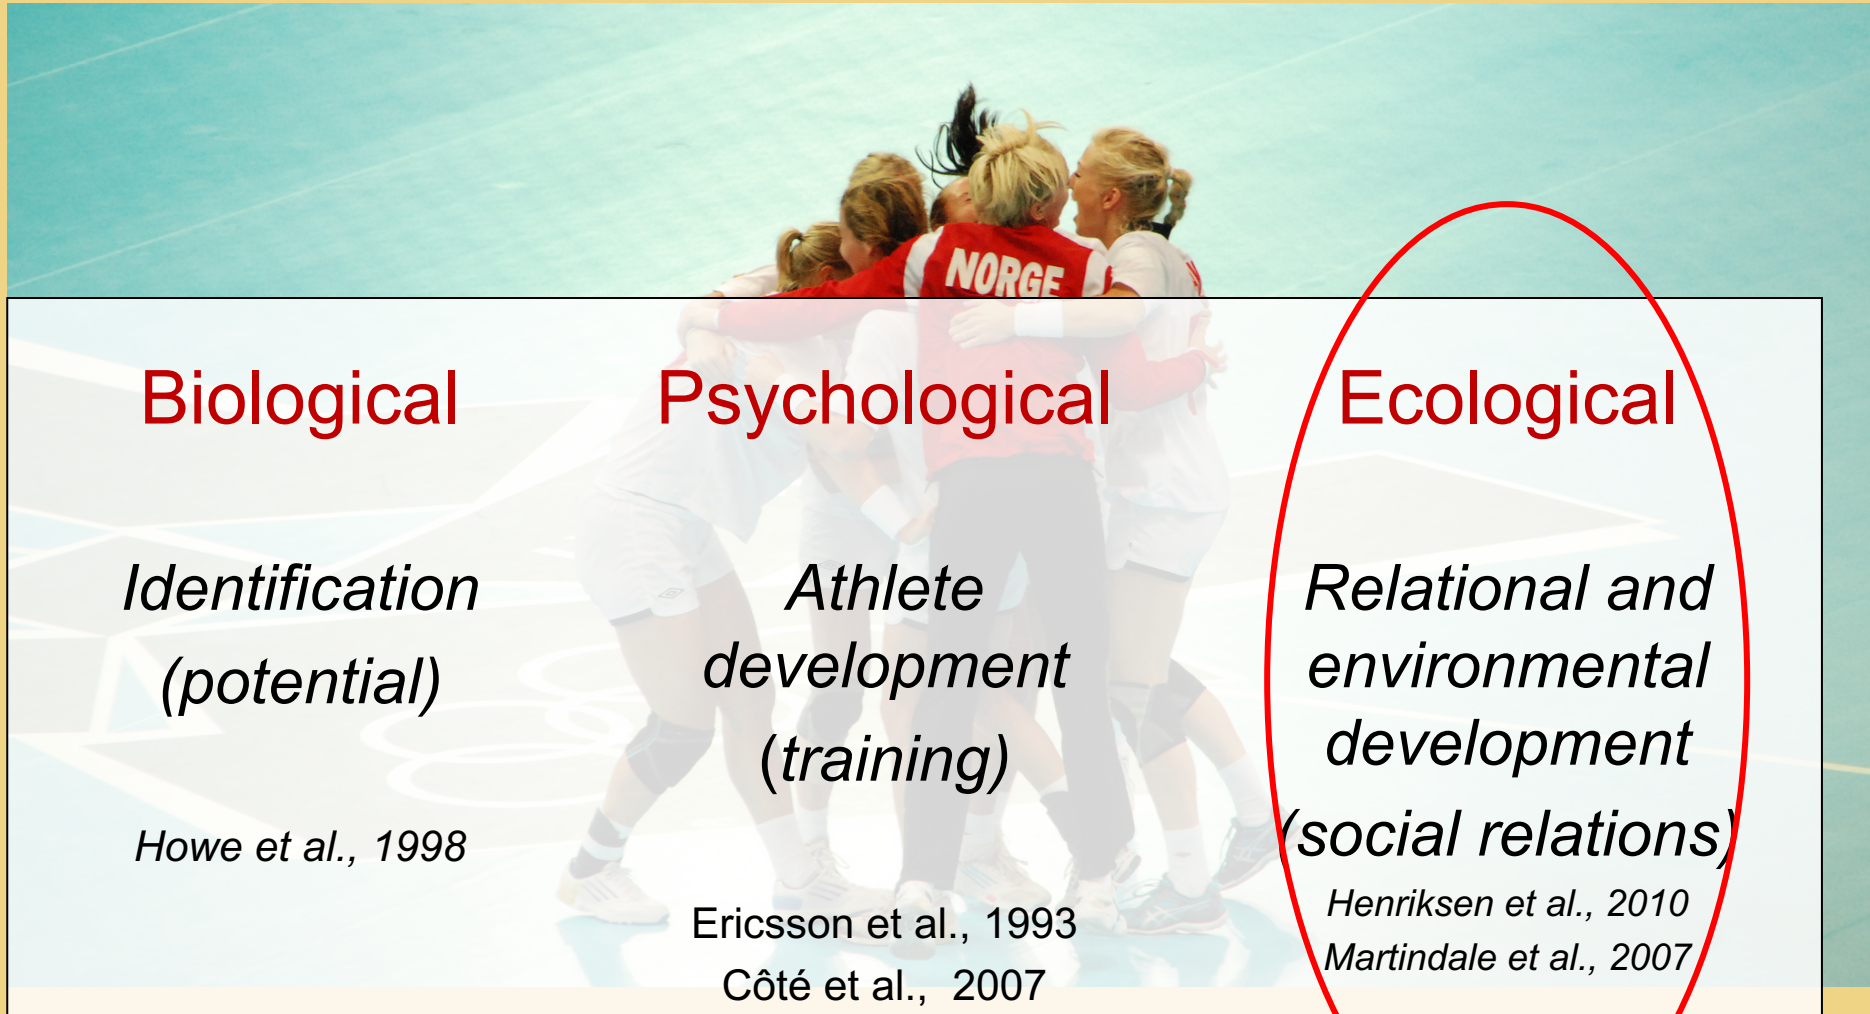 NORGE
Biological
Identification
(potential)
Howe et al., 1998
Psychological
Athlete
development
(training)
Ericsson et al., 1993
Côté et al., 2007
Ecological
Relational and
environmental
development
(social relations)
Henriksen et al., 2010
Martindale et al., 2007